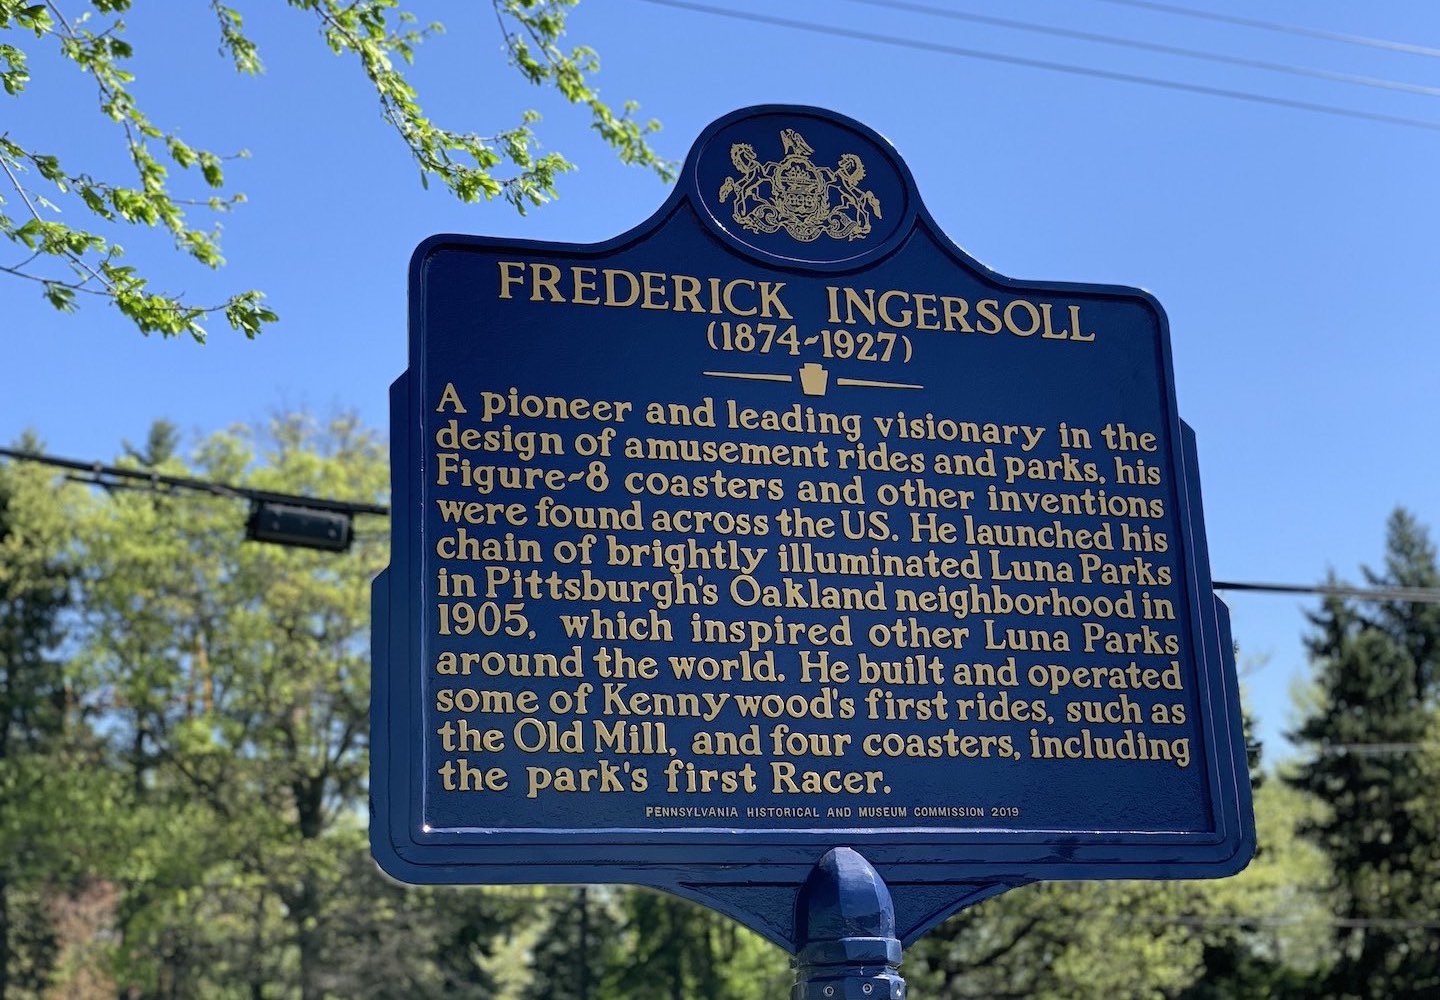 FREDERICK INGERSOLL
(1874-1927)
A pioneer and leading visionary in the
design of amusement rides and parks, his
Figure-8 coasters and other inventions
were found across the US. He launched his
chain of brightly illuminated Luna Parks
in Pittsburgh's Oakland neighborhood in
1905, which inspired other Luna Parks
around the world. He built and operated
some of Kennywood's first rides, such as
the Old Mill, and four coasters, including
the park's first Racer.
PENNSYLVANIA HISTORICAL AND MUSEUM COMMISSION 2019